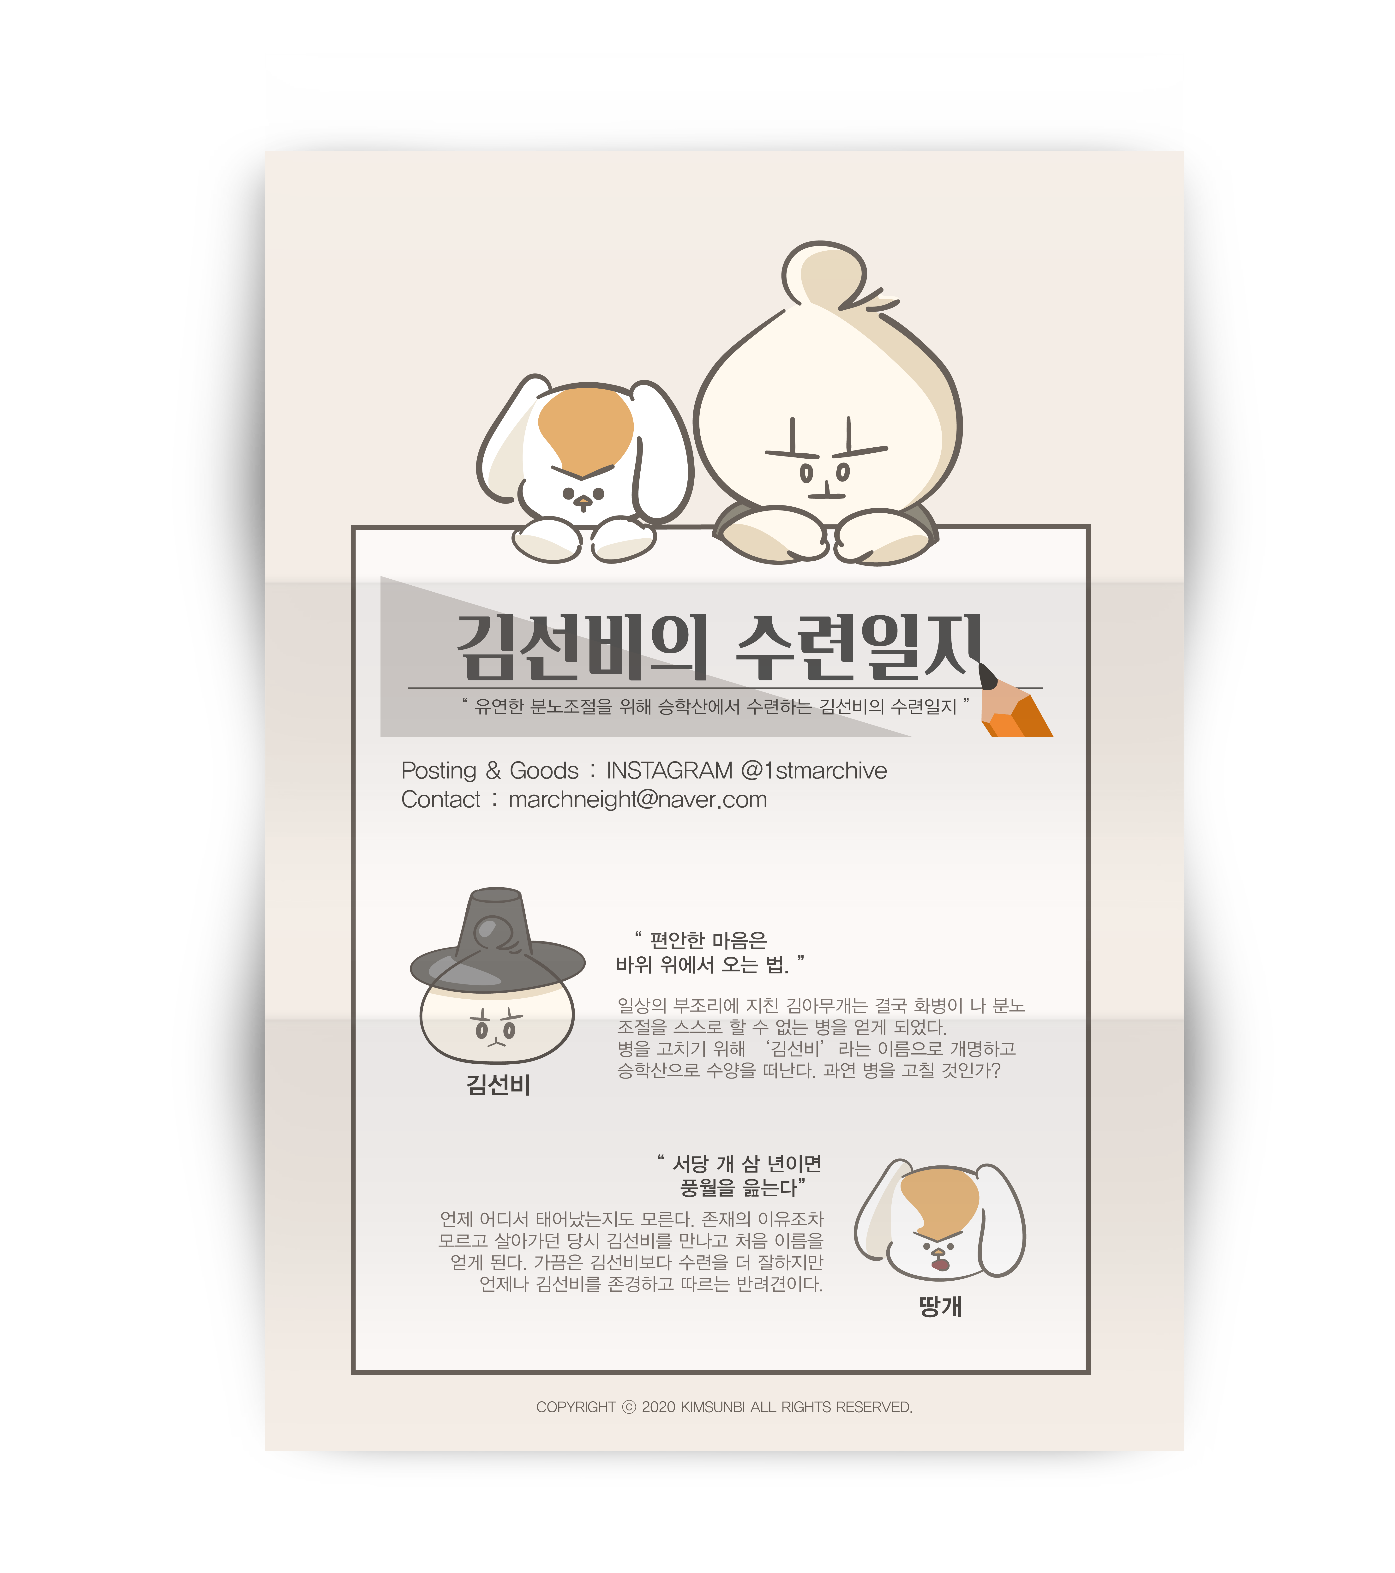 김선비의 수련일지
“ 유연한 분노조절을 위해 승학산에서 수련하는 김선비의 수련일지 ”
Posting & Goods : INSTAGRAM @1stmarchive
Contact : marchneight@naver.com
“ 편안한 마음은
바위 위에서 오는 법. ”
일상의 부조리에 지친 김아무개는 결국 화병이 나 분노
조절을 스스로 할 수 없는 병을 얻게 되었다.
병을 고치기 위해 ‘김선비’ 라는 이름으로 개명하고
승학산으로 수양을 떠난다. 과연 병을 고칠 것인가?
김선비
“ 서당 개 삼 년이면
풍월을 읊는다”
언제 어디서 태어났는지도 모른다. 존재의 이유조차
모르고 살아가던 당시 김선비를 만나고 처음 이름을
얻게 된다. 가끔은 김선비보다 수련을 더 잘하지만
언제나 김선비를 존경하고 따르는 반려견이다.
땅개
COPYRIGHT ⓒ 2020 KIMSUNBI ALL RIGHTS RESERVED.